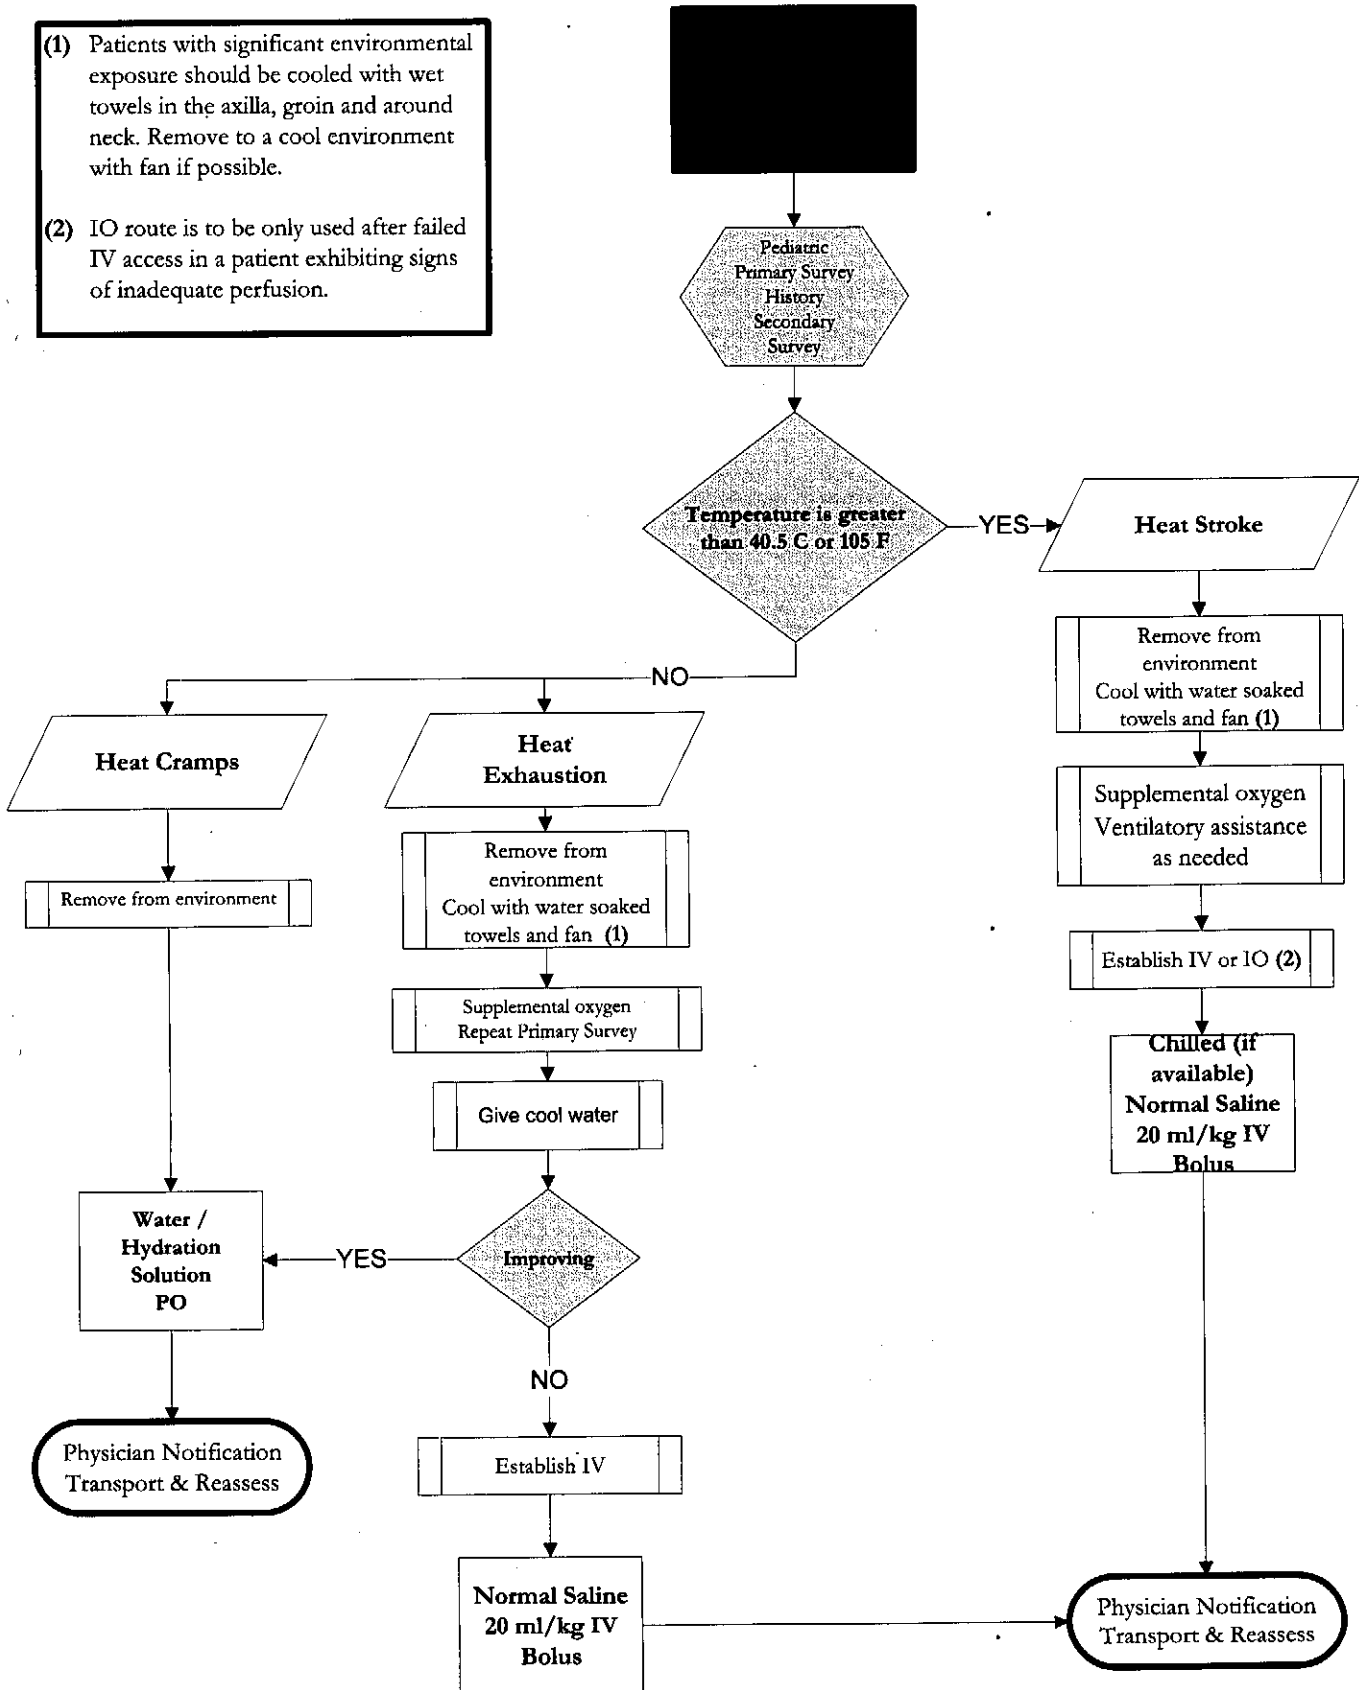 (1) Patients with significant environmental
exposure should be cooled with wet
towels in the axilla, groin and around
neck. Remove to a cool environment
with fan if possible.
(2) IO route is to be only used after failed
IV access in a patient exhibiting signs
of inadequate perfusion.
Pediatric
Primary Survey
History
Secondary
Survey
Temperature is greater
than 40.5 C or 105 F
YES
Heat Stroke
Remove from
environment
Cool with water soaked
towels and fan (1)
Supplemental oxygen
Ventilatory assistance
as needed
Establish IV or IO (2)
Chilled (if
available)
Normal Saline
20 ml/kg IV
Bolus
NO
Heat Cramps
Remove from environment
Heat
Exhaustion
Remove from
environment
Cool with water soaked
towels and fan (1)
Supplemental oxygen
Repeat Primary Survey
Give cool water
Improving
YES
Water /
Hydration
Solution
PO
Physician Notification
Transport & Reassess
NO
Establish IV
Normal Saline
20 ml/kg IV
Bolus
Physician Notification
Transport & Reassess